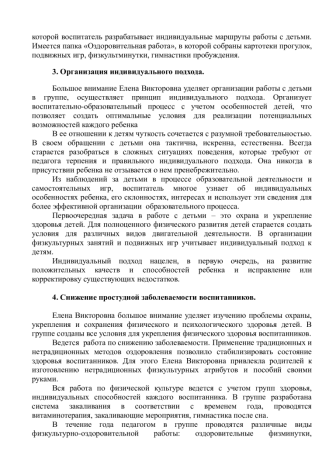 которой воспитатель разрабатывает индивидуальные маршруты работы с детьми.
Имеется папка «Оздоровительная работа», в которой собраны картотеки прогулок,
подвижных игр, физкультминутки, гимнастики пробуждения.
3. Организация индивидуального подхода.
Большое внимание Елена Викторовна уделяет организации работы с детьми
в группе, осуществляет принцип индивидуального подхода. Организует
воспитательно-образовательный процесс с учетом особенностей детей, что
позволяет создать оптимальные условия для реализации потенциальных
возможностей каждого ребенка
В ее отношении к детям чуткость сочетается с разумной требовательностью.
В своем обращении с детьми она тактична, искренна, естественна. Всегда
старается разобраться в сложных ситуациях поведения, которые требуют от
педагога терпения и правильного индивидуального подхода. Она никогда в
присутствии ребенка не отзывается о нем пренебрежительно.
Из наблюдений за детьми в процессе образовательной деятельности и
самостоятельных игр, воспитатель многое узнает об индивидуальных
особенностях ребенка, его склонностях, интересах и использует эти сведения для
более эффективной организации образовательного процесса.
Первоочередная задача в работе с детьми – это охрана и укрепление
здоровья детей. Для полноценного физического развития детей старается создать
условия для различных видов двигательной деятельности. В организации
физкультурных занятий и подвижных игр учитывает индивидуальный подход к
детям.
Индивидуальный подход нацелен, в первую очередь, на развитие
положительных качеств и способностей ребенка и исправление или
корректировку существующих недостатков.
4. Снижение простудной заболеваемости воспитанников.
Елена Викторовна большое внимание уделяет изучению проблемы охраны,
укрепления и сохранения физического и психологического здоровья детей. В
группе созданы все условия для укрепления физического здоровья воспитанников.
Ведется работа по снижению заболеваемости. Применение традиционных и
нетрадиционных методов оздоровления позволило стабилизировать состояние
здоровья воспитанников. Для этого Елена Викторовна привлекла родителей к
изготовлению нетрадиционных физкультурных атрибутов и пособий своими
руками.
Вся работа по физической культуре ведется с учетом групп здоровья,
индивидуальных способностей каждого воспитанника. В группе разработана
система закаливания в соответствии с временем года, проводятся
витаминотерапия, закаливающие мероприятия, гимнастика после сна.
В течение года педагогом в группе проводятся различные виды
физкультурно-оздоровительной работы: оздоровительные физминутки,